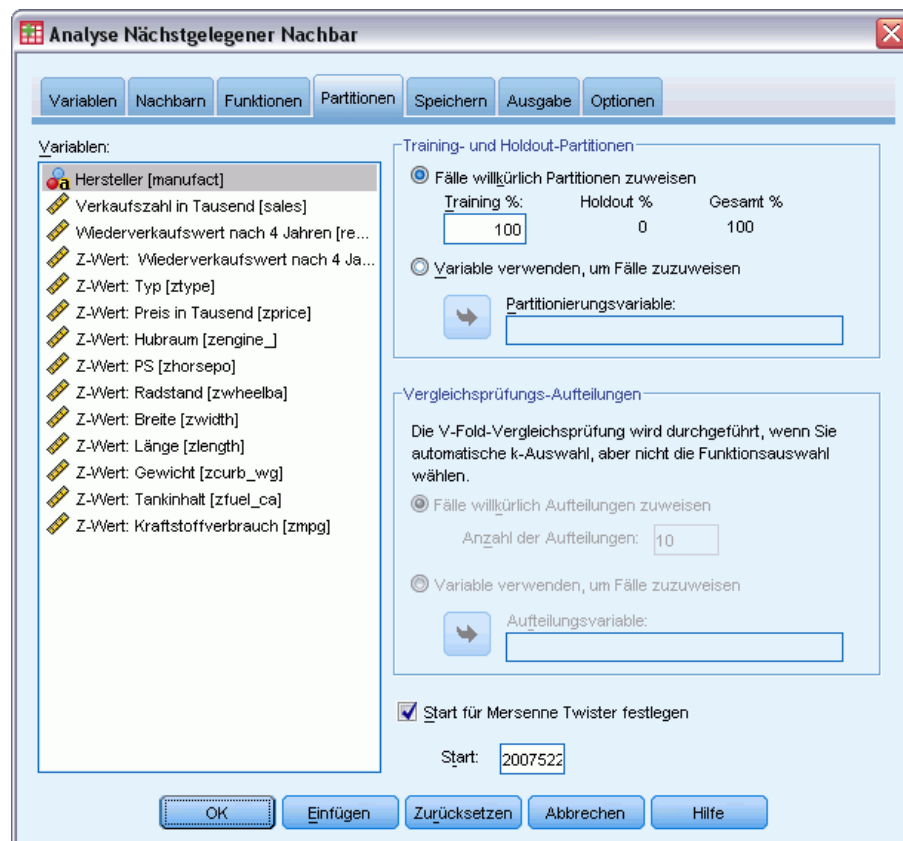 Analyse Nächstgelegener Nachbar
Variablen Nachbarn Funktionen Partitionen Speichern Ausgabe Optionen
Variablen:
Hersteller [manufact]
Verkaufszahl in Tausend [sales]
Wiederverkaufswert nach 4 Jahren [re...
Z-Wert: Wiederverkaufswert nach 4 Ja...
Z-Wert: Typ [ztype]
Z-Wert: Preis in Tausend [zprice]
Z-Wert: Hubraum [zengine_]
Z-Wert: PS [zhorsepo]
Z-Wert: Radstand [zwheelba]
Z-Wert: Breite [zwidth]
Z-Wert: Länge [zlength]
Z-Wert: Gewicht [zcurb_wg]
Z-Wert: Tankinhalt [zfuel_ca]
Z-Wert: Kraftstoffverbrauch [zmpg]
Training- und Holdout-Partitionen
Fälle willkürlich Partitionen zuweisen
Training %: Holdout % Gesamt %
100 0 100
Variable verwenden, um Fälle zuzuweisen
Partitionierungsvariable:
Vergleichsprüfungs-Aufteilungen
Die V-Fold-Vergleichsprüfung wird durchgeführt, wenn Sie
automatische k-Auswahl, aber nicht die Funktionsauswahl
wählen.
Fälle willkürlich Aufteilungen zuweisen
Anzahl der Aufteilungen: 10
Variable verwenden, um Fälle zuzuweisen
Aufteilungsvariable:
Start für Mersenne Twister festlegen
Start: 2007522
OK Einfügen Zurücksetzen Abbrechen Hilfe